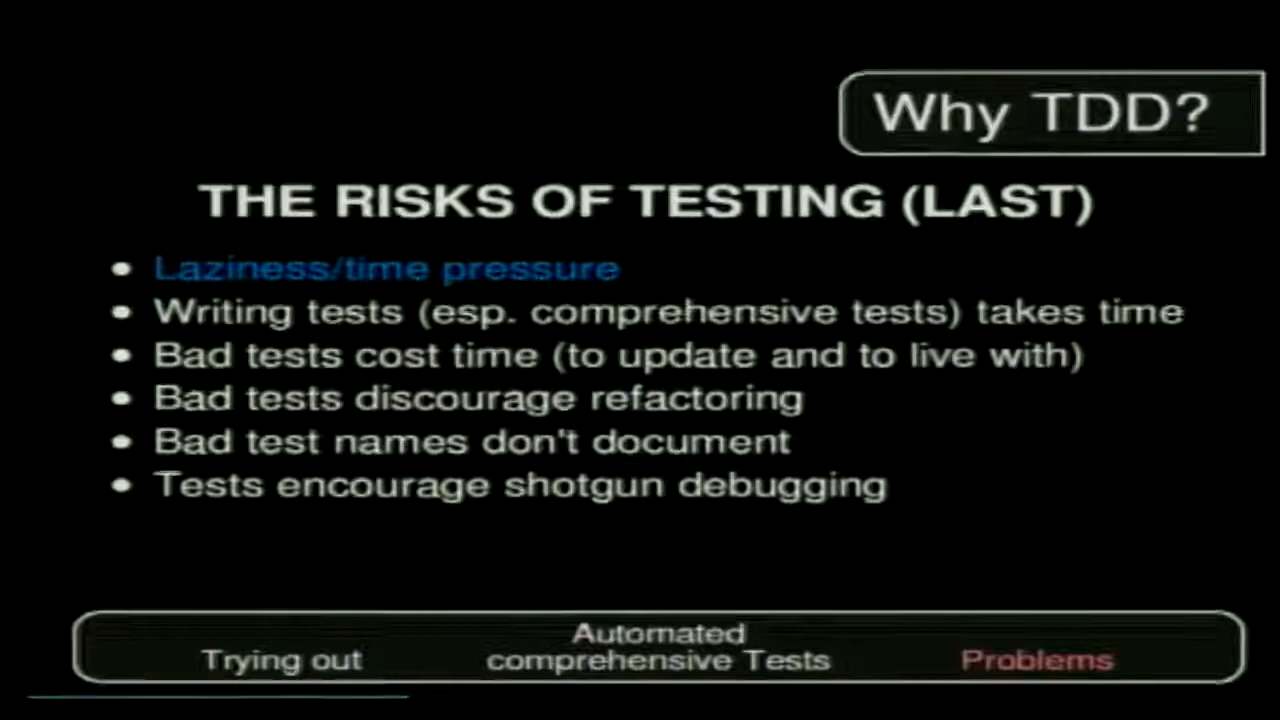 Why TDD?
THE RISKS OF TESTING (LAST)
• Laziness/time pressure
• Writing tests (esp. comprehensive tests) takes time
• Bad tests cost time (to update and to live with)
• Bad tests discourage refactoring
• Bad test names don't document
• Tests encourage shotgun debugging
Trying out
Automated
comprehensive Tests
Problems